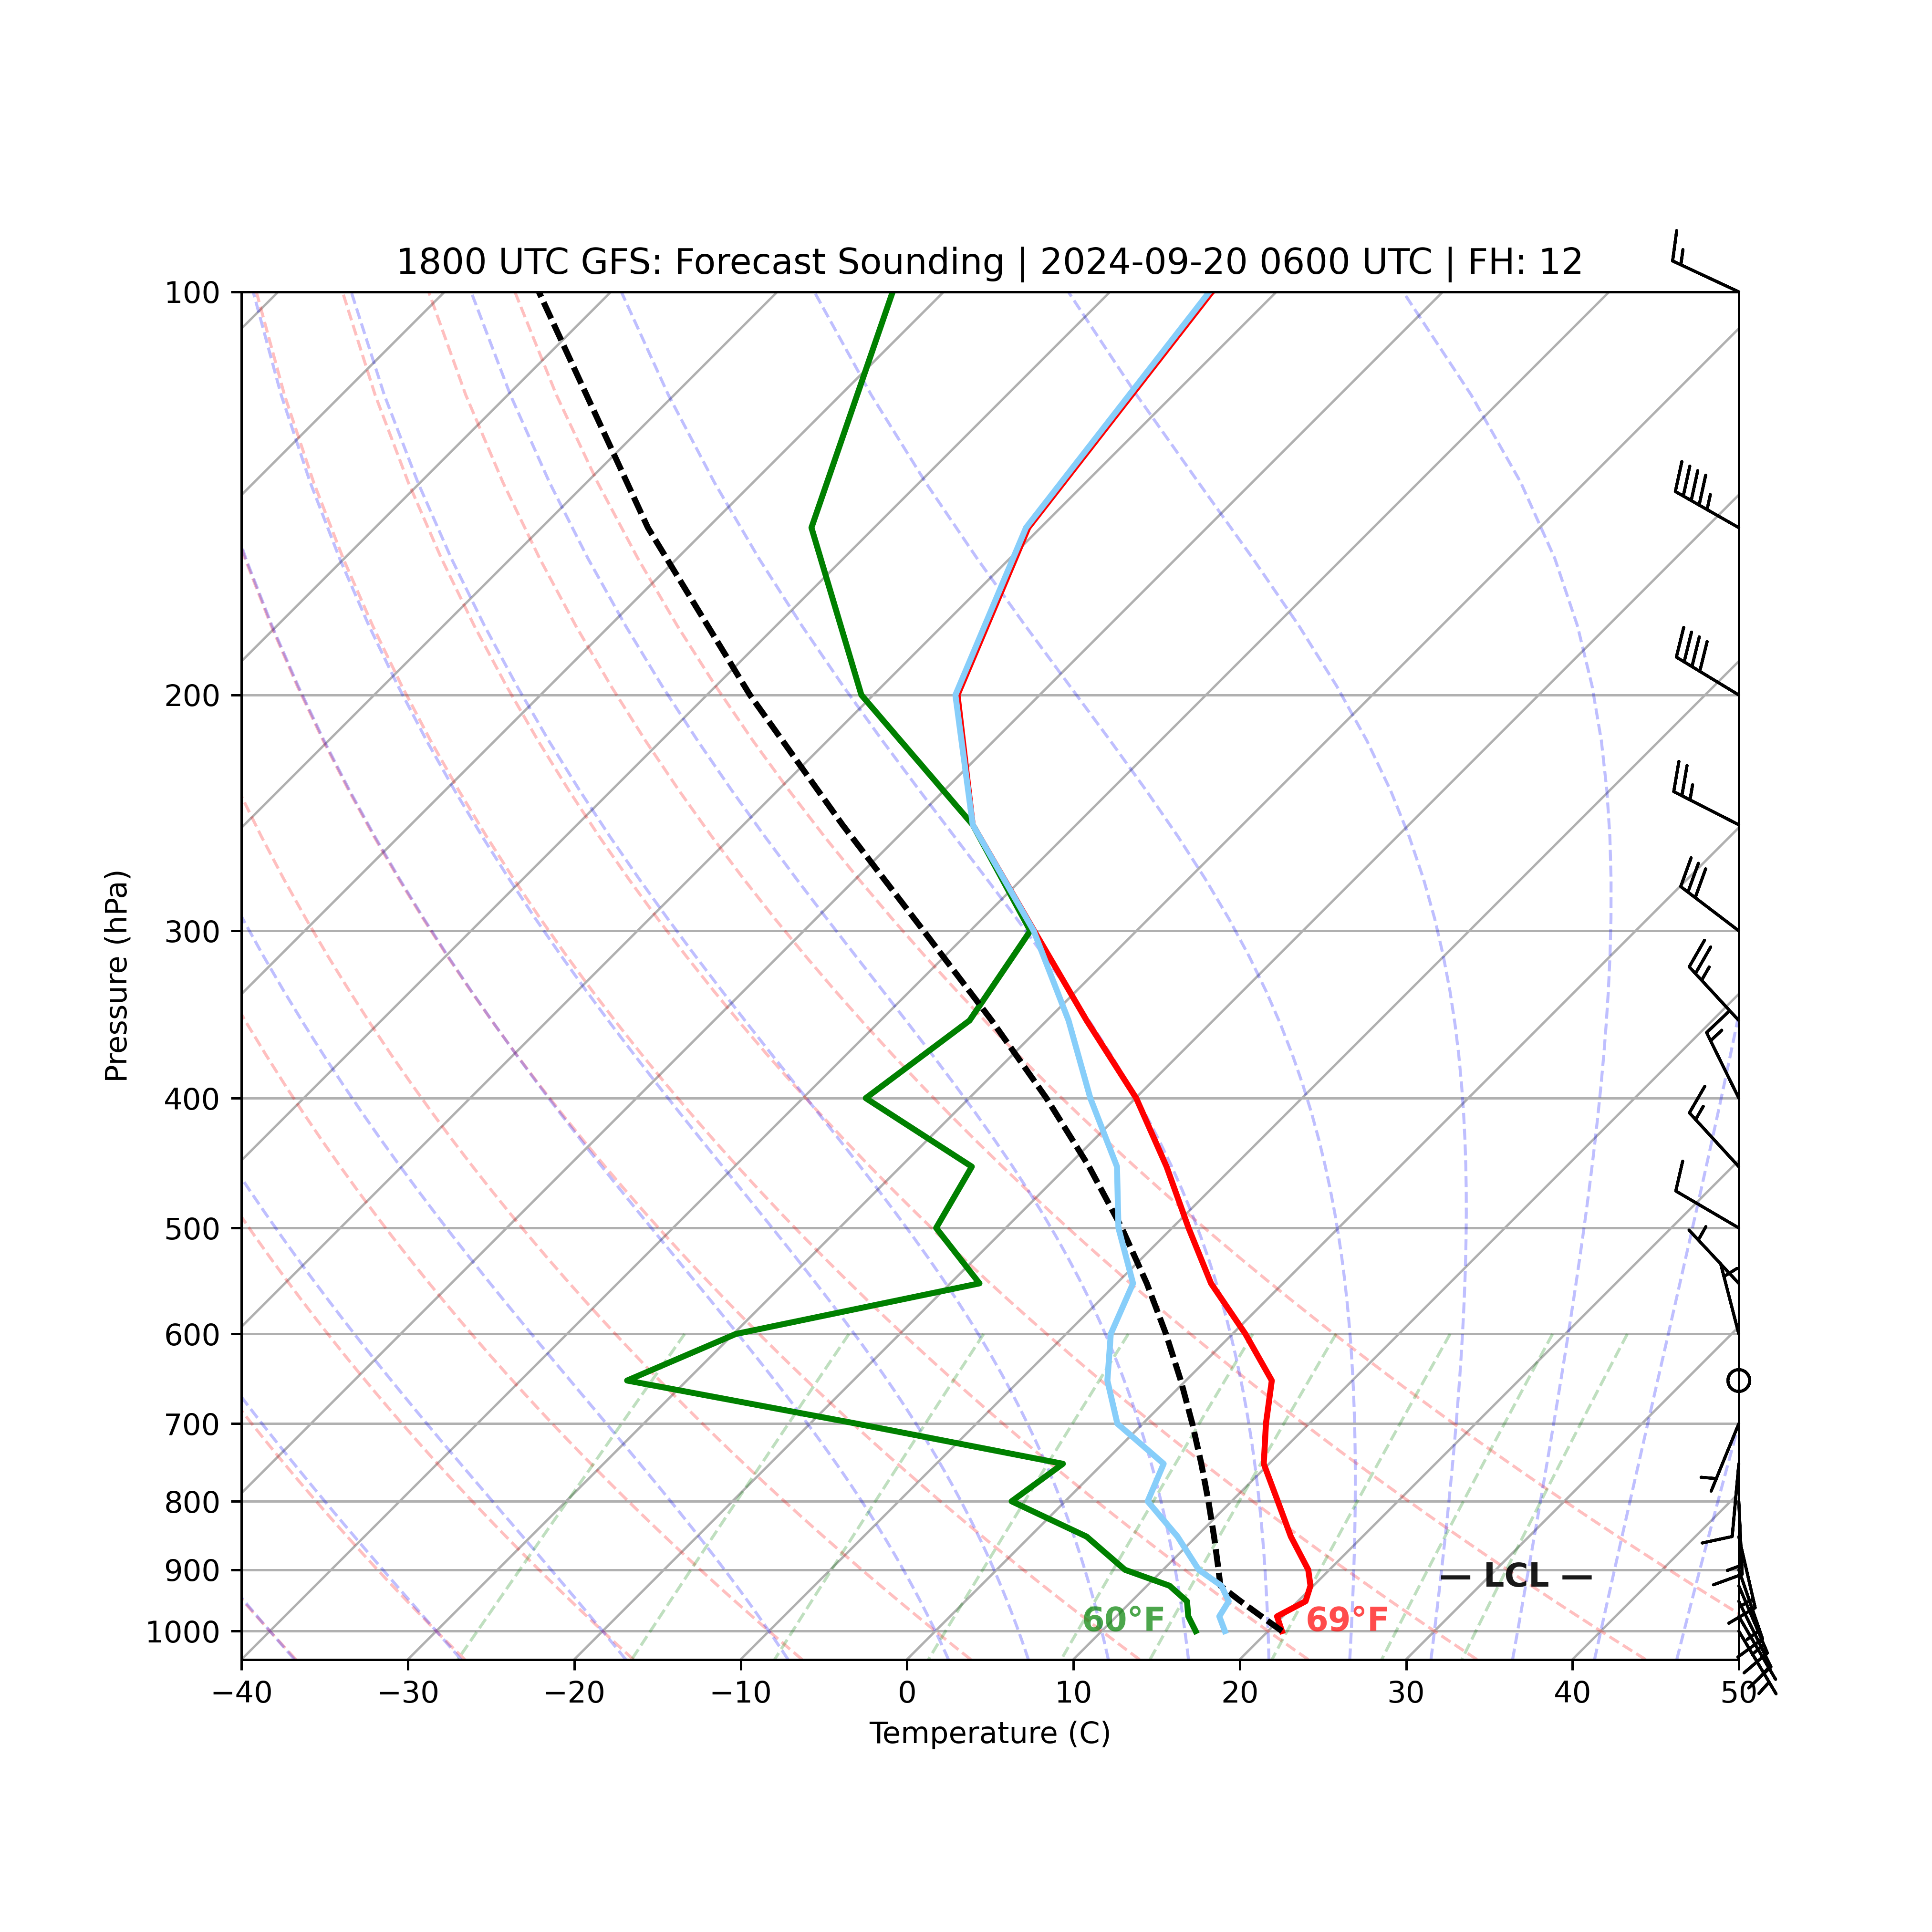 1800 UTC GFS: Forecast Sounding | 2024-09-20 0600 UTC | FH: 12
100
200
300
400
500
600
700
800
900
1000
Pressure (hPa)
— LCL —
60°F
69°F
−40 −30 −20 −10 0 10 20 30 40 50
Temperature (C)